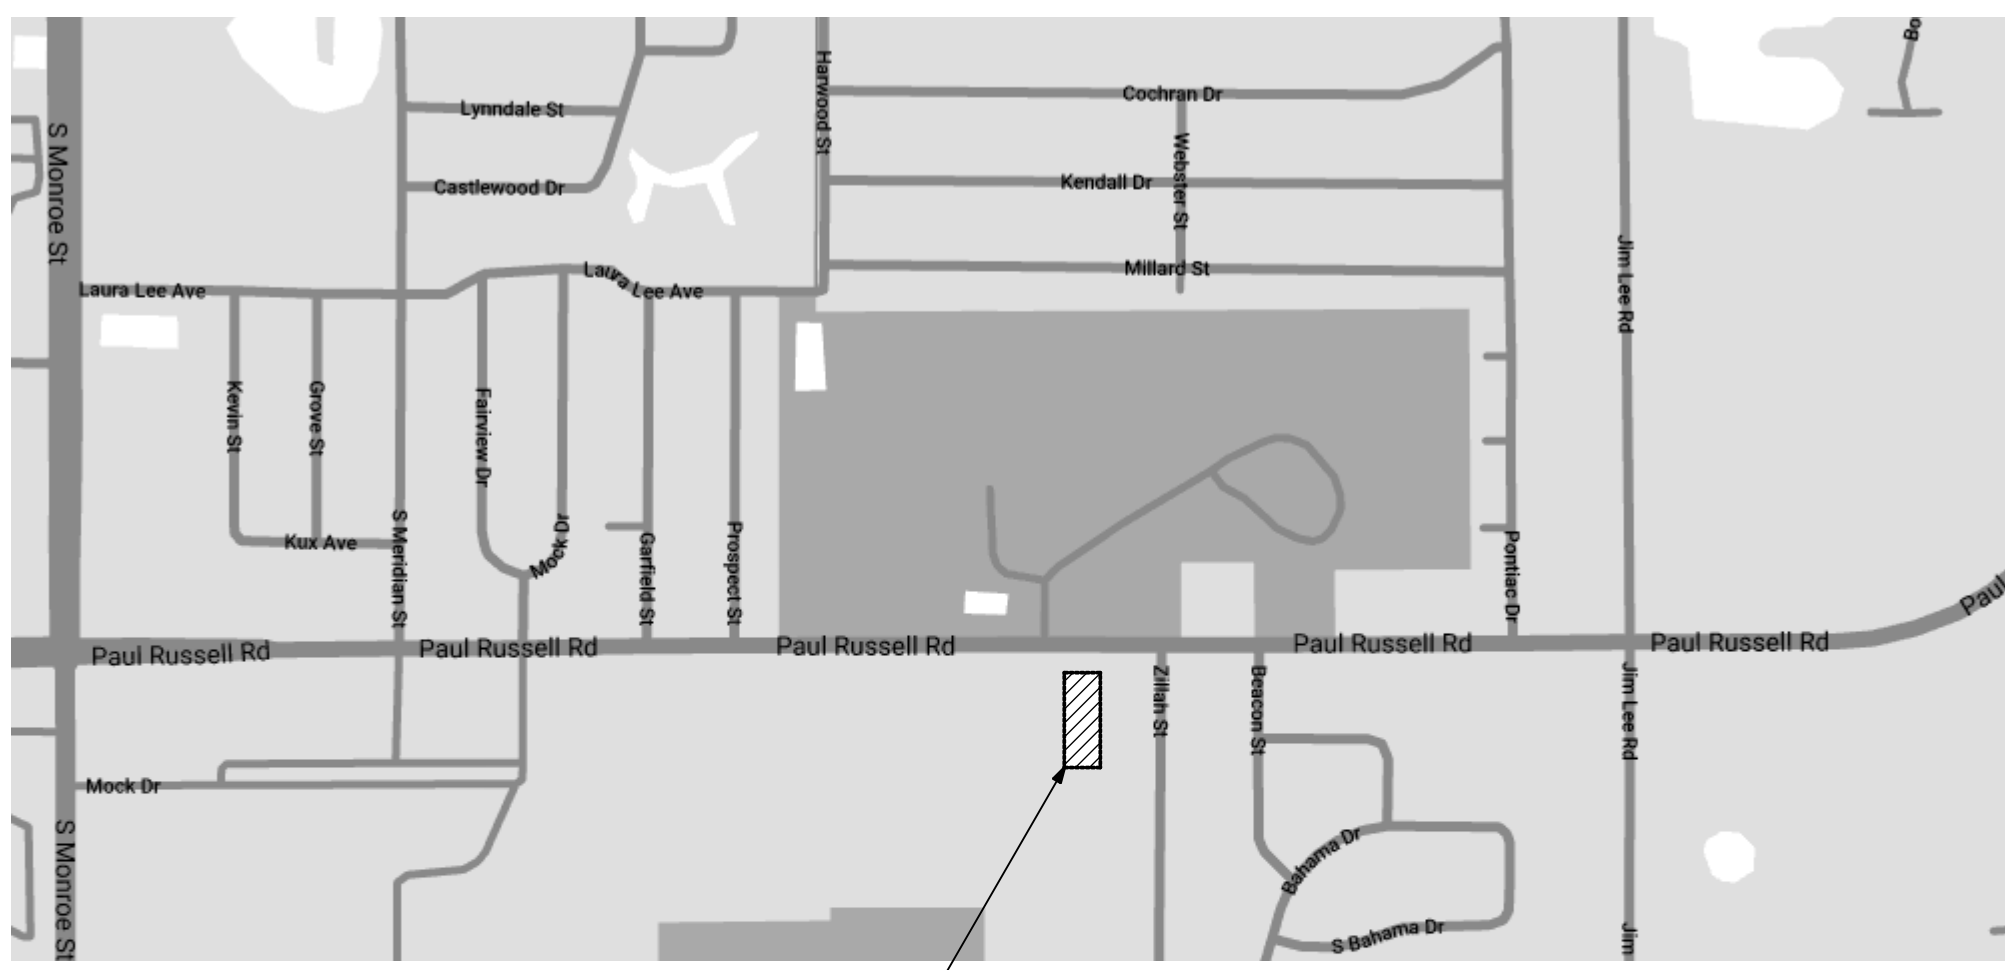 Bo
Harwood St
Cochran Dr
Lynndale St
S Monroe St
Webster St
Kendall Dr
Castlewood Dr
Jim Lee Rd
Millard St
Laura Lee Ave
Laura Lee Ave
Kevin St
Grove St
Fairview Dr
S Meridian St
Mock Dr
Kux Ave
Garfield St
Prospect St
Pontiac Dr
Paul
Paul Russell Rd
Paul Russell Rd
Paul Russell Rd
Paul Russell Rd
Paul Russell Rd
Zillah St
Beacon St
Jim Lee Rd
Mock Dr
S Monroe St
Bahama Dr
S Bahama Dr
Jim